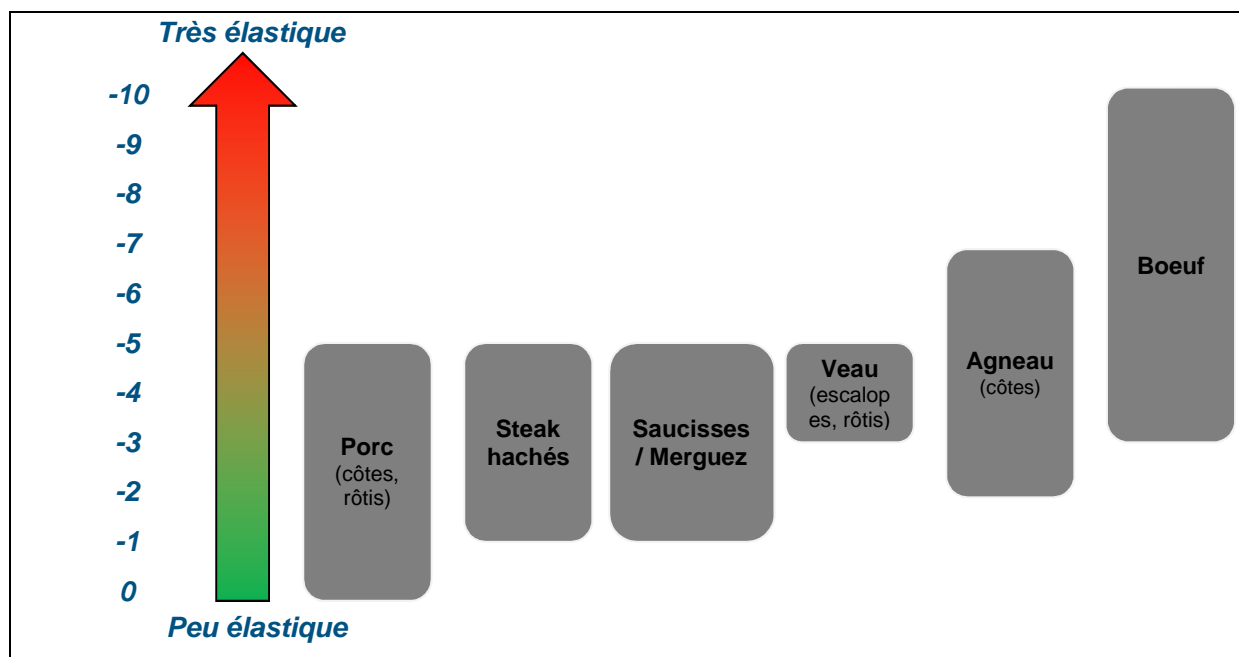 Très élastique
-10
-9
-8
-7
-6
-5
-4
-3
-2
-1
0
Peu élastique
Porc
(côtes,
rôtis)
Steak
hachés
Saucisses
/ Merguez
Veau
(escalop
es, rôtis)
Agneau
(côtes)
Boeuf